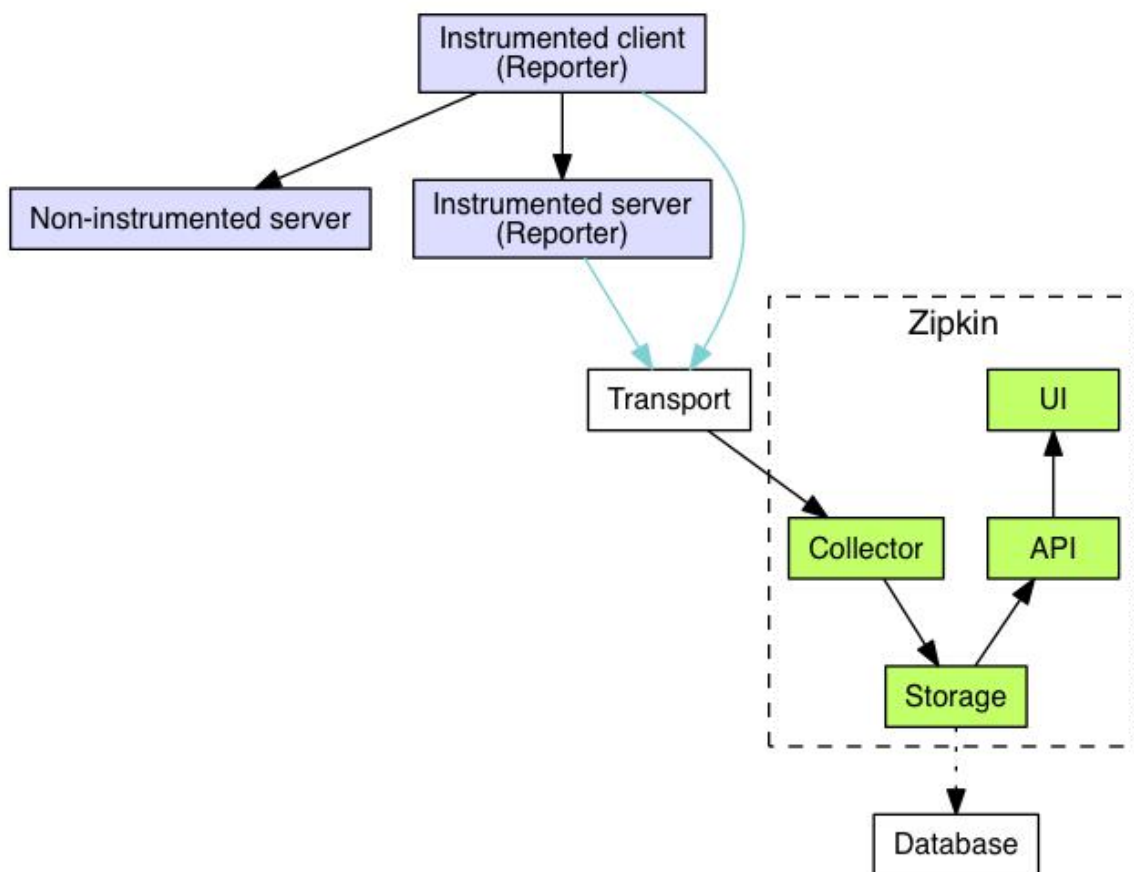 Instrumented client
(Reporter)
Non-instrumented server
Instrumented server
(Reporter)
Zipkin
Transport
UI
Collector
API
Storage
Database